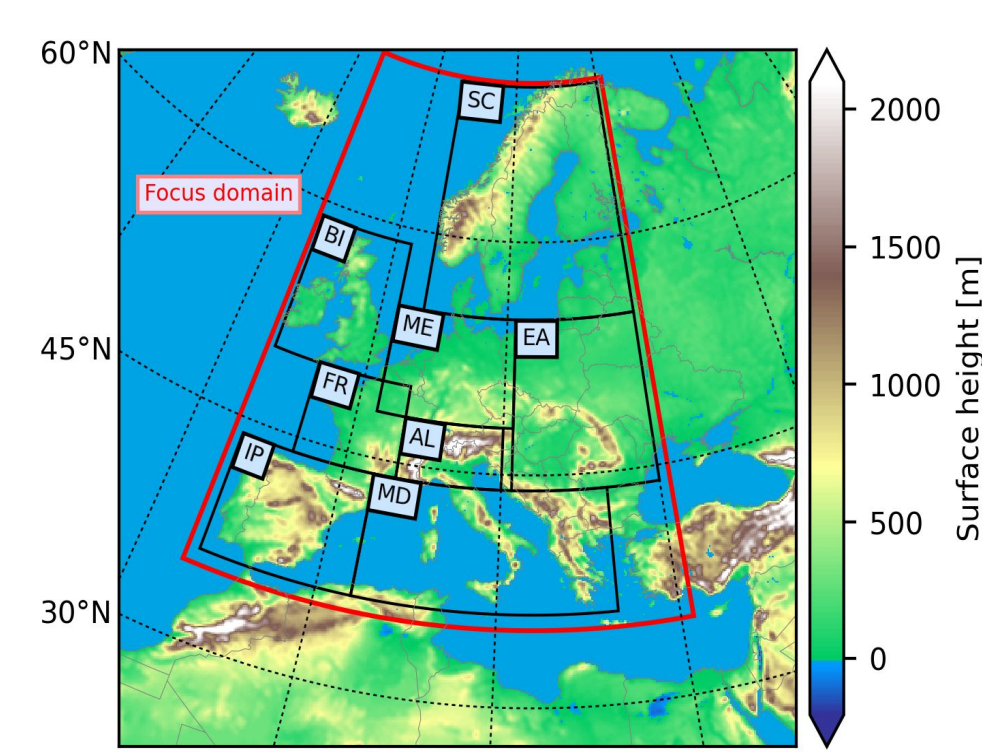 60°N
45°N
30°N
Focus domain
SC
BI
ME
EA
FR
AL
IP
MD
2000
1500
1000
500
0
Surface height [m]